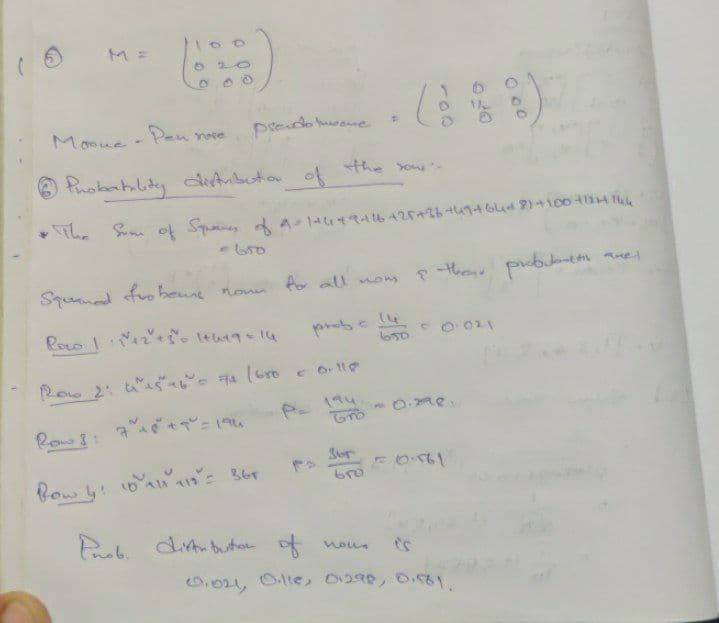 ⑤ M = (1 0 0
0 2 0
0 0 0)
Moore - Penrose pseudoinverse = (1 0 0
0 1/2 0
0 0 0)
⑥ Probability distribution of the rows :-
• The Sum of Squares of A = 1+4+9+16+25+36+49+64+81+100+121+144
= 650
Squared frobenius norm for all rows & their probabilities are
Row 1 : 1²+2²+3² = 1+4+9 = 14 prob = 14/650 = 0.021
Row 2 : 4²+5²+6² = 77 /650 = 0.118
Row 3 : 7²+8²+9² = 194 P = 194/650 = 0.298.
Row 4 : 10²+11²+12² = 365 P = 365/650 = 0.561
Prob. distribution of rows is
0.021, 0.118, 0.298, 0.561.